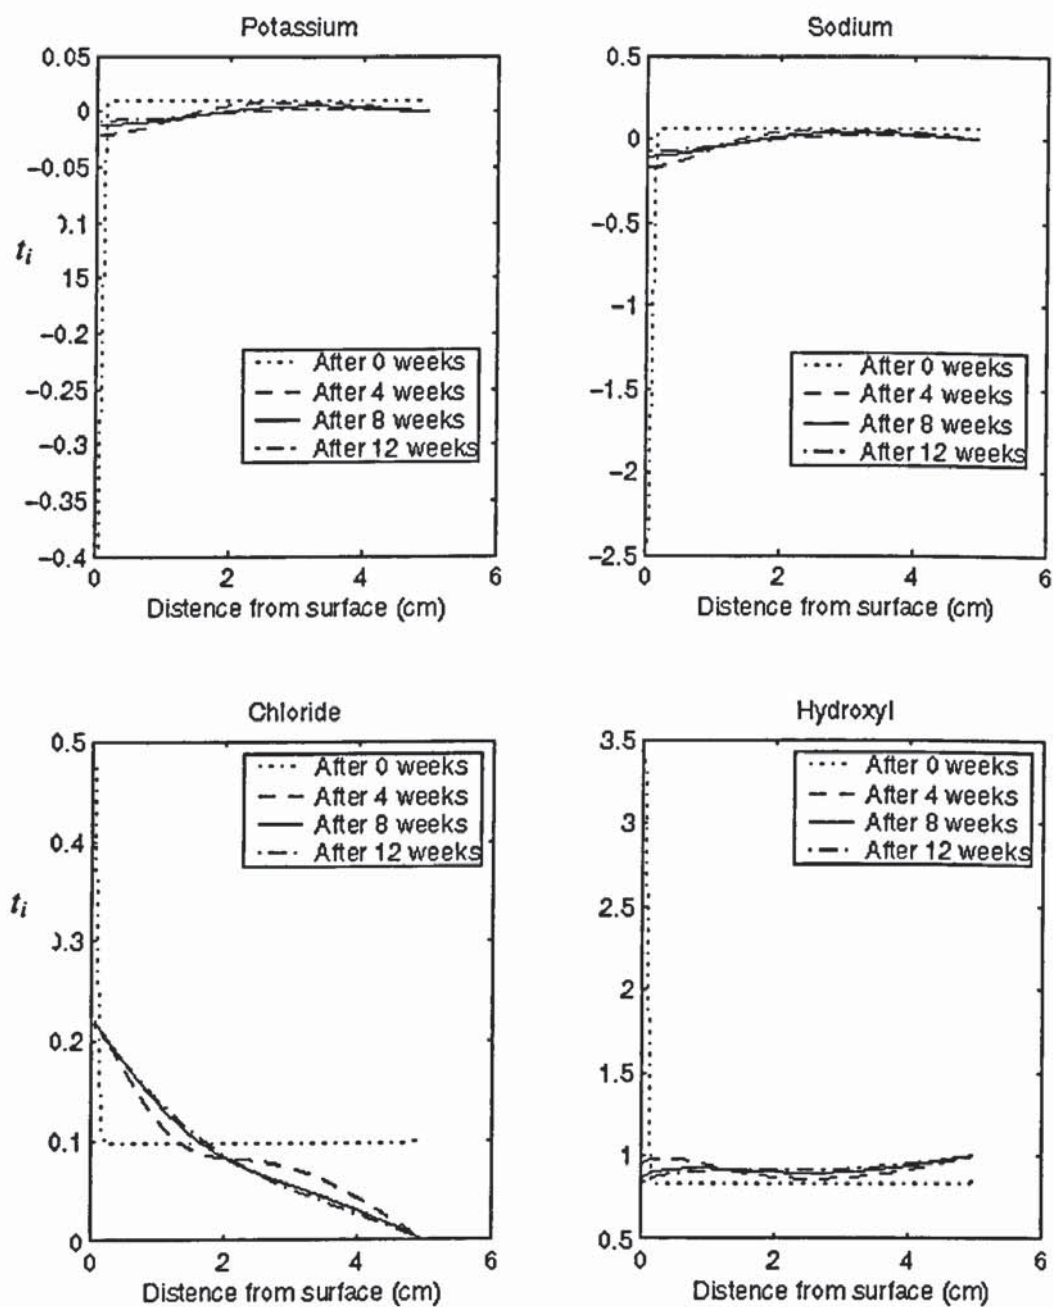 Potassium
0.05
0
−0.05
0.1
15
−0.2
−0.25
−0.3
−0.35
−0.4
t_i
After 0 weeks
After 4 weeks
After 8 weeks
After 12 weeks
0 2 4 6
Distence from surface (cm)
Sodium
0.5
0
−0.5
−1
−1.5
−2
−2.5
After 0 weeks
After 4 weeks
After 8 weeks
After 12 weeks
0 2 4 6
Distence from surface (cm)
Chloride
0.5
0.4
0.3
0.2
0.1
0
t_i
After 0 weeks
After 4 weeks
After 8 weeks
After 12 weeks
0 2 4 6
Distence from surface (cm)
Hydroxyl
3.5
3
2.5
2
1.5
1
0.5
After 0 weeks
After 4 weeks
After 8 weeks
After 12 weeks
0 2 4 6
Distence from surface (cm)